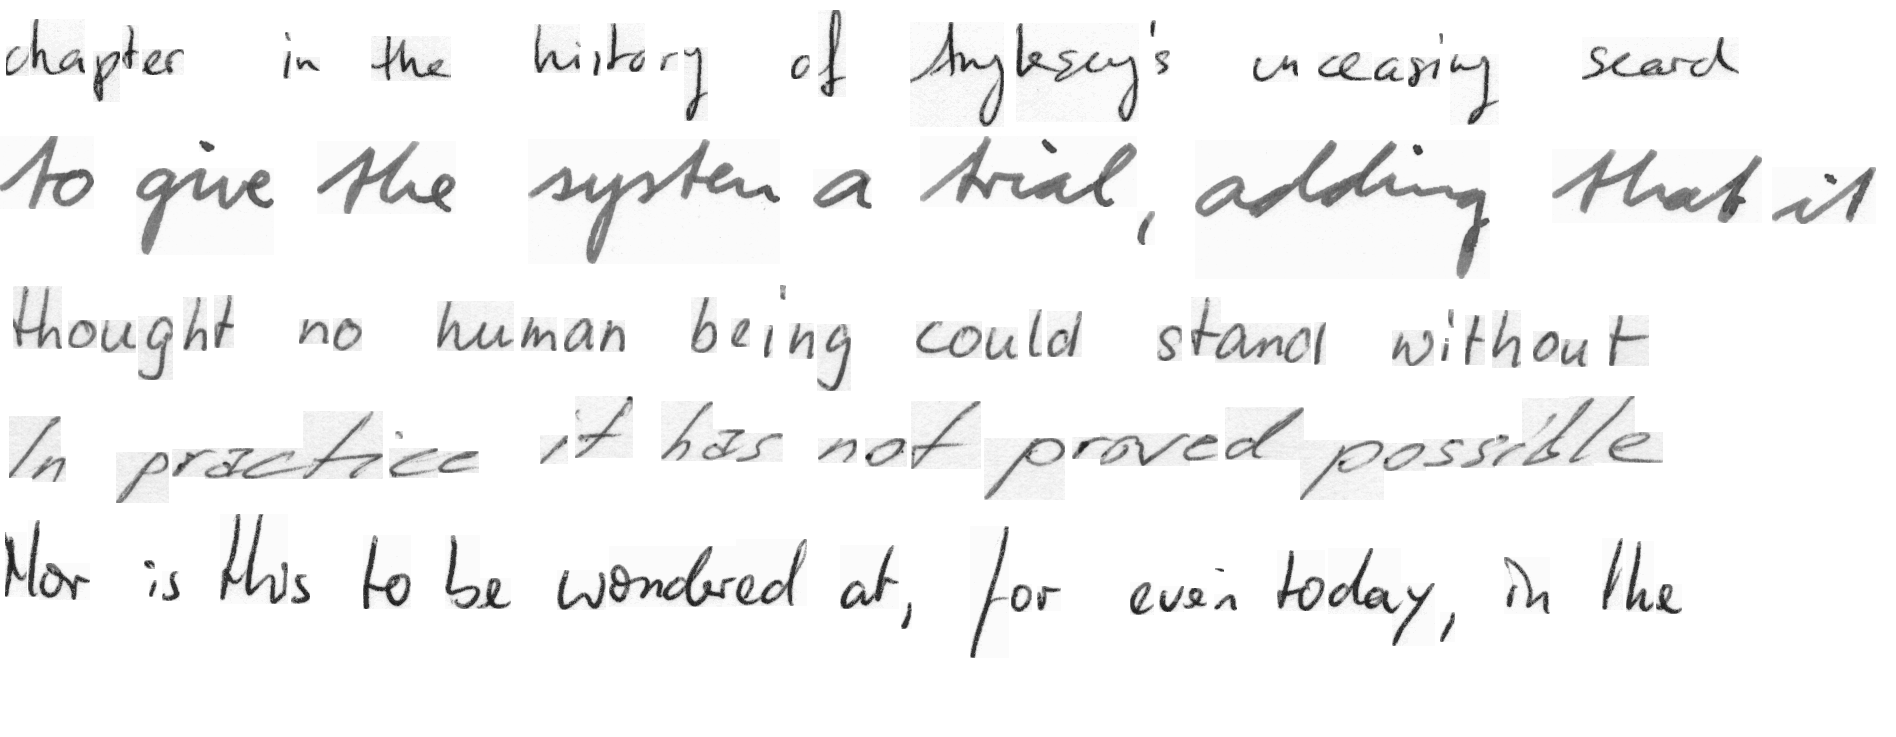 chapter in the history of Anglesey's unceasing search
to give the system a trial, adding that it
thought no human being could stand without
In practice it has not proved possible
Nor is this to be wondered at, for even today, in the